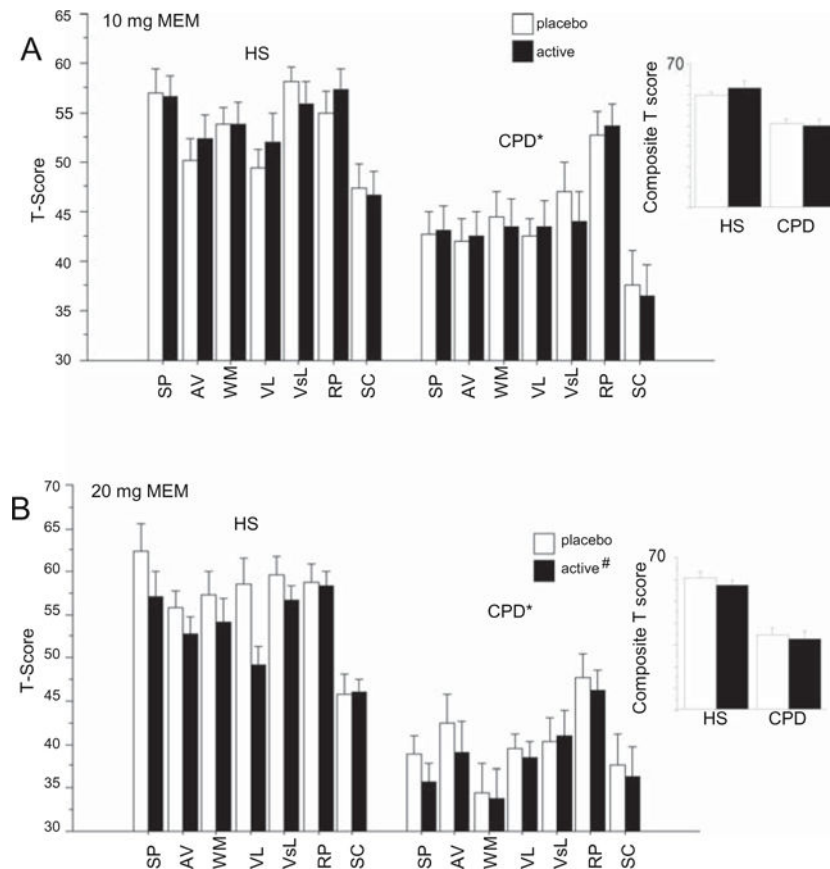 A
10 mg MEM
HS
CPD*
placebo
active
T-Score
65
60
55
50
45
40
35
30
SP
AV
WM
VL
VsL
RP
SC
SP
AV
WM
VL
VsL
RP
SC
Composite T score
70
HS
CPD
B
20 mg MEM
HS
CPD*
placebo
active#
T-Score
70
65
60
55
50
45
40
35
30
SP
AV
WM
VL
VsL
RP
SC
SP
AV
WM
VL
VsL
RP
SC
Composite T score
70
HS
CPD